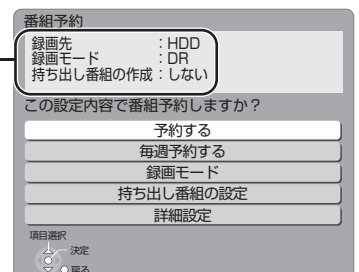 番組予約
録画先 : HDD
録画モード : DR
持ち出し番組の作成 : しない
この設定内容で番組予約しますか？
予約する
毎週予約する
録画モード
持ち出し番組の設定
詳細設定
項目選択
決定
戻る